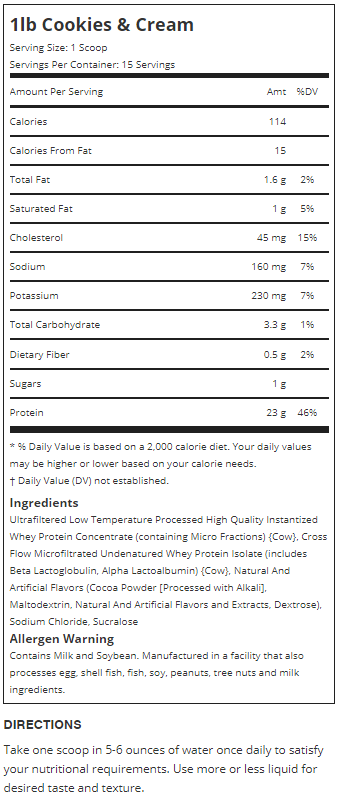 1lb Cookies & Cream
Serving Size: 1 Scoop
Servings Per Container: 15 Servings
Amount Per Serving Amt %DV
Calories 114
Calories From Fat 15
Total Fat 1.6 g 2%
Saturated Fat 1 g 5%
Cholesterol 45 mg 15%
Sodium 160 mg 7%
Potassium 230 mg 7%
Total Carbohydrate 3.3 g 1%
Dietary Fiber 0.5 g 2%
Sugars 1 g
Protein 23 g 46%
* % Daily Value is based on a 2,000 calorie diet. Your daily values
may be higher or lower based on your calorie needs.
† Daily Value (DV) not established.
Ingredients
Ultrafiltered Low Temperature Processed High Quality Instantized
Whey Protein Concentrate (containing Micro Fractions) {Cow}, Cross
Flow Microfiltrated Undenatured Whey Protein Isolate (includes
Beta Lactoglobulin, Alpha Lactoalbumin) {Cow}, Natural And
Artificial Flavors (Cocoa Powder [Processed with Alkali],
Maltodextrin, Natural And Artificial Flavors and Extracts, Dextrose),
Sodium Chloride, Sucralose
Allergen Warning
Contains Milk and Soybean. Manufactured in a facility that also
processes egg, shell fish, fish, soy, peanuts, tree nuts and milk
ingredients.
DIRECTIONS
Take one scoop in 5-6 ounces of water once daily to satisfy
your nutritional requirements. Use more or less liquid for
desired taste and texture.